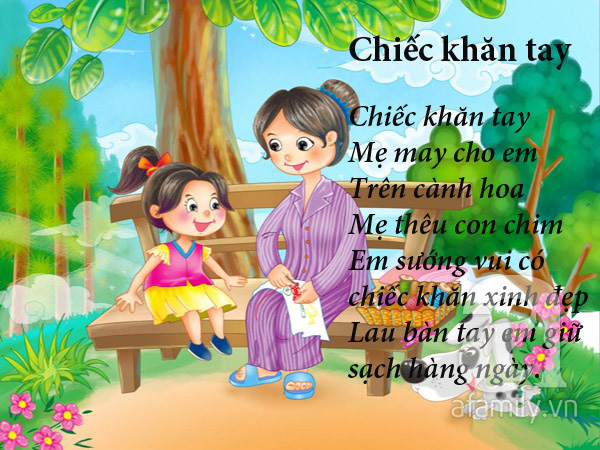 Chiếc khăn tay
Chiếc khăn tay
Mẹ may cho em
Trên cành hoa
Mẹ thêu con chim
Em sướng vui có
chiếc khăn xinh đẹp
Lau bàn tay em giữ
sạch hàng ngày.
afamily.vn